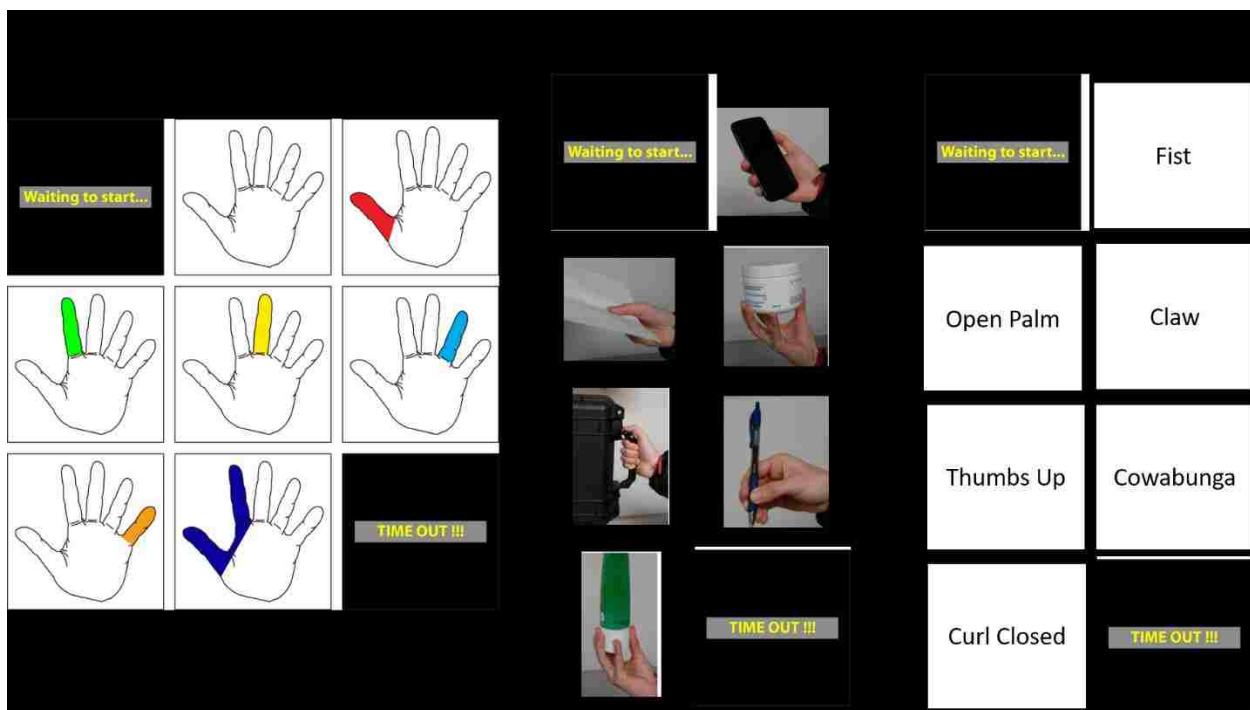 Waiting to start...
TIME OUT !!!
Waiting to start...
TIME OUT !!!
Waiting to start...
Fist
Open Palm
Claw
Thumbs Up
Cowabunga
Curl Closed
TIME OUT !!!